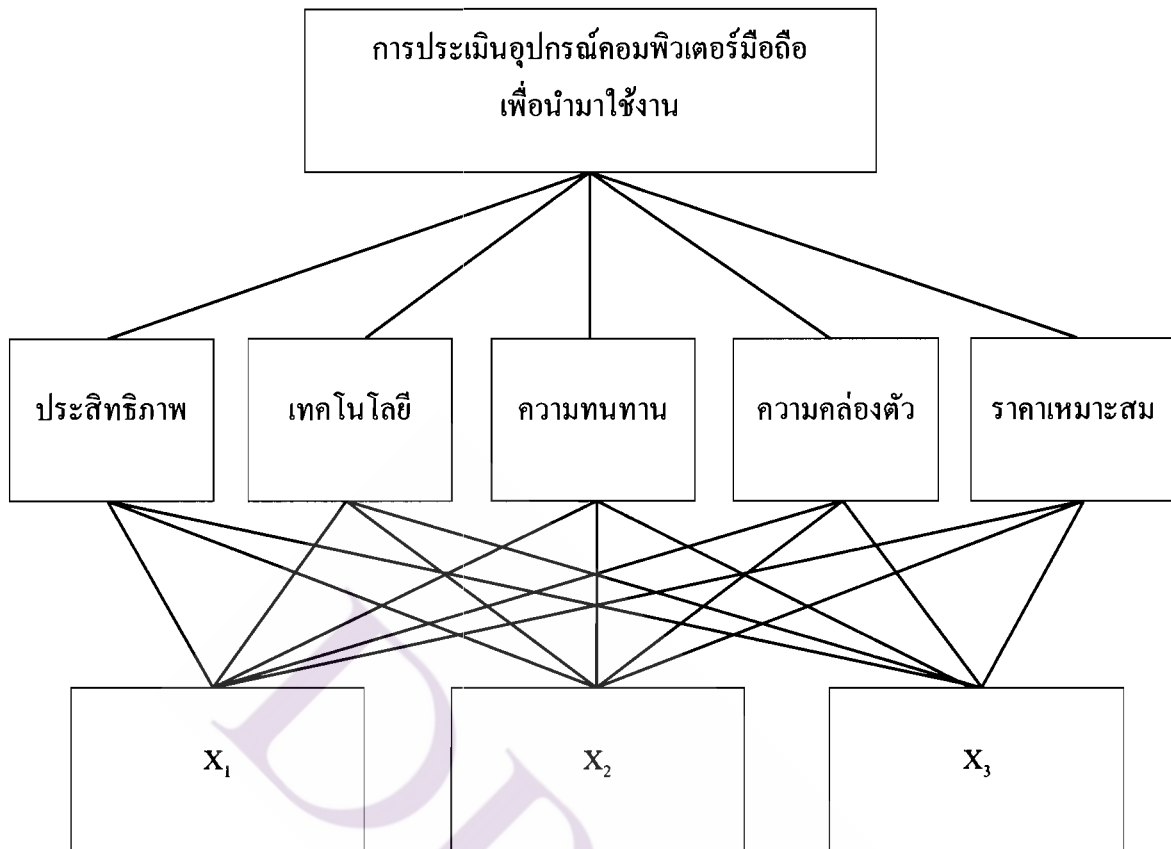 การประเมินอุปกรณ์คอมพิวเตอร์มือถือ
เพื่อนำมาใช้งาน
ประสิทธิภาพ
เทคโนโลยี
ความทนทาน
ความคล่องตัว
ราคาเหมาะสม
X₁
X₂
X₃